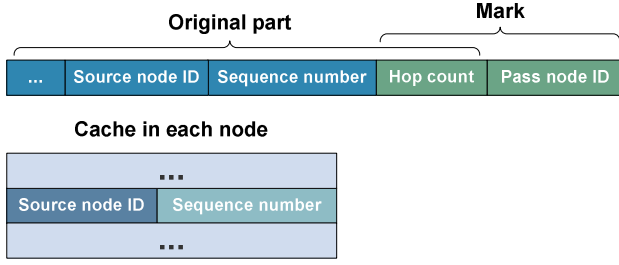 Mark
Original part
... Source node ID Sequence number Hop count Pass node ID
Cache in each node
...
Source node ID Sequence number
...